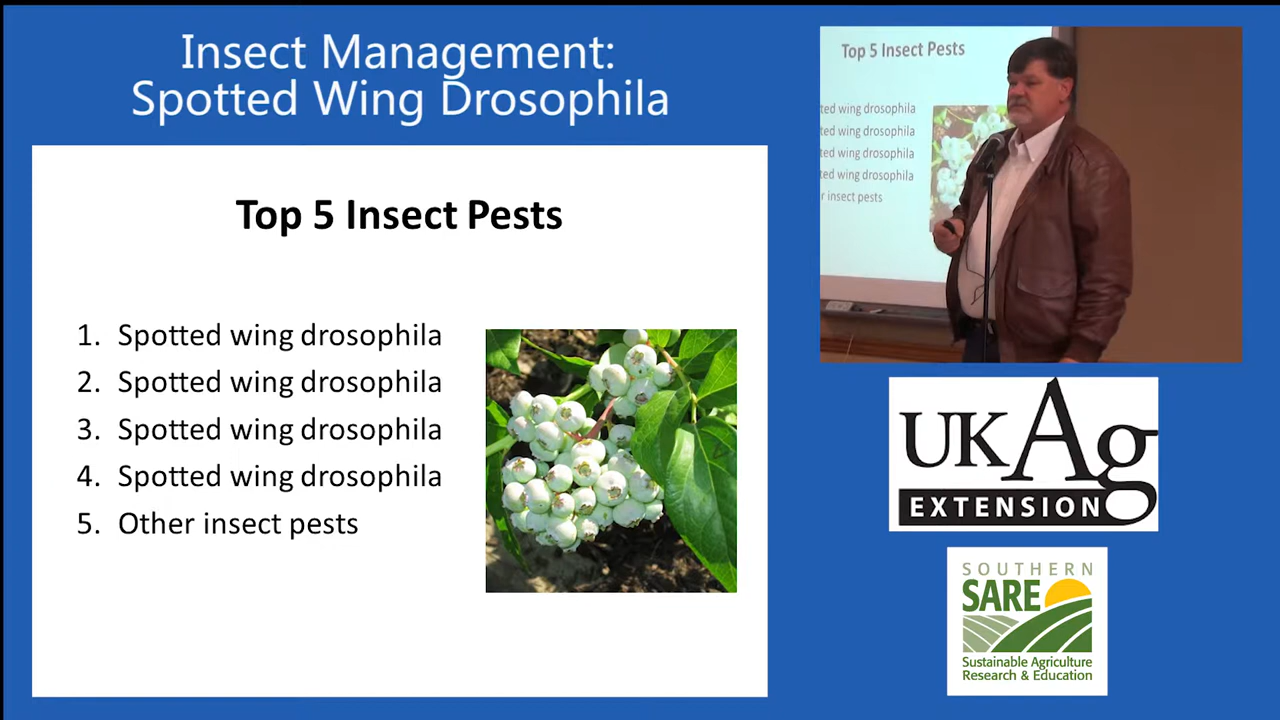 Insect Management:
Spotted Wing Drosophila
Top 5 Insect Pests
1. Spotted wing drosophila
2. Spotted wing drosophila
3. Spotted wing drosophila
4. Spotted wing drosophila
5. Other insect pests
Top 5 Insect Pests
ted wing drosophila
ted wing drosophila
ted wing drosophila
ted wing drosophila
r insect pests
UKAg
EXTENSION
SOUTHERN
SARE
Sustainable Agriculture
Research & Education